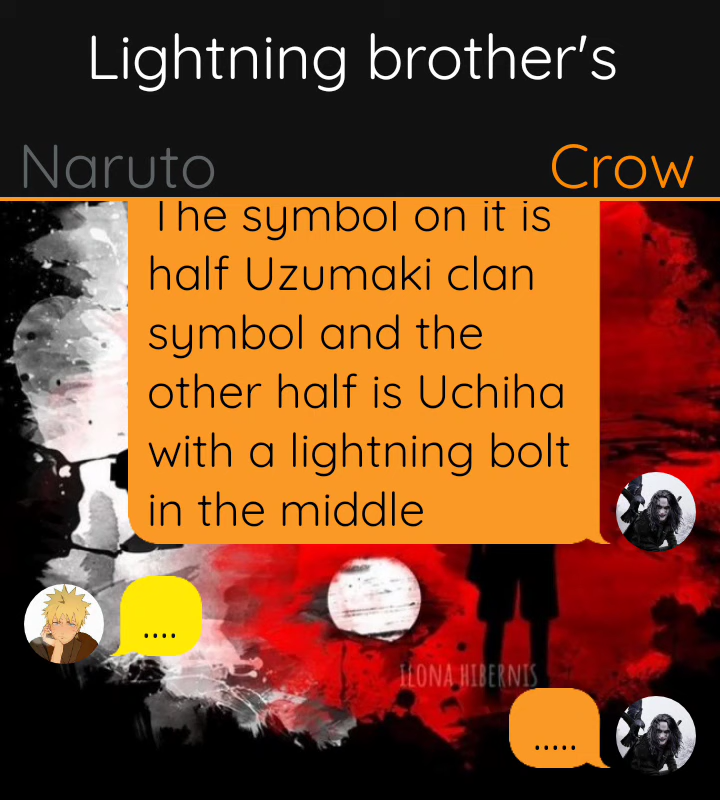 Lightning brother's
Naruto
Crow
The symbol on it is
half Uzumaki clan
symbol and the
other half is Uchiha
with a lightning bolt
in the middle
....
ILONA HIBERNIS
.....